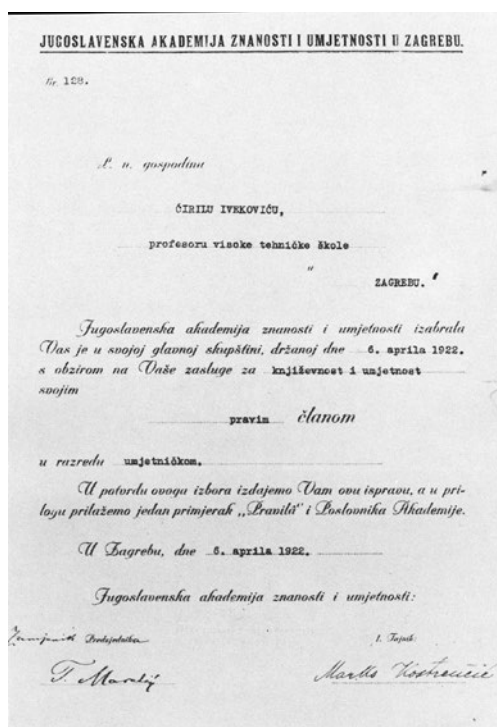 JUGOSLAVENSKA AKADEMIJA ZNANOSTI I UMJETNOSTI U ZAGREBU.
Br. 128.
P. n. gospodinu
ĆIRILU IVEKOVIĆU,
profesoru visoke tehničke škole
u
ZAGREBU.
Jugoslavenska akademija znanosti i umjetnosti izabrala
Vas je u svojoj glavnoj skupštini, držanoj dne 6. aprila 1922.
s obzirom na Vaše zasluge za književnost i umjetnost
svojim
pravim članom
u razredu umjetničkom.
U potvrdu ovoga izbora izdajemo Vam ovu ispravu, a u pri-
logu prilažemo jedan primjerak „Pravila" i Poslovnika Akademije.
U Zagrebu, dne 6. aprila 1922.
Jugoslavenska akademija znanosti i umjetnosti:
Zamjenik Predsjednika
I. Tajnik:
T. Maretić
Marko Kostrenčić